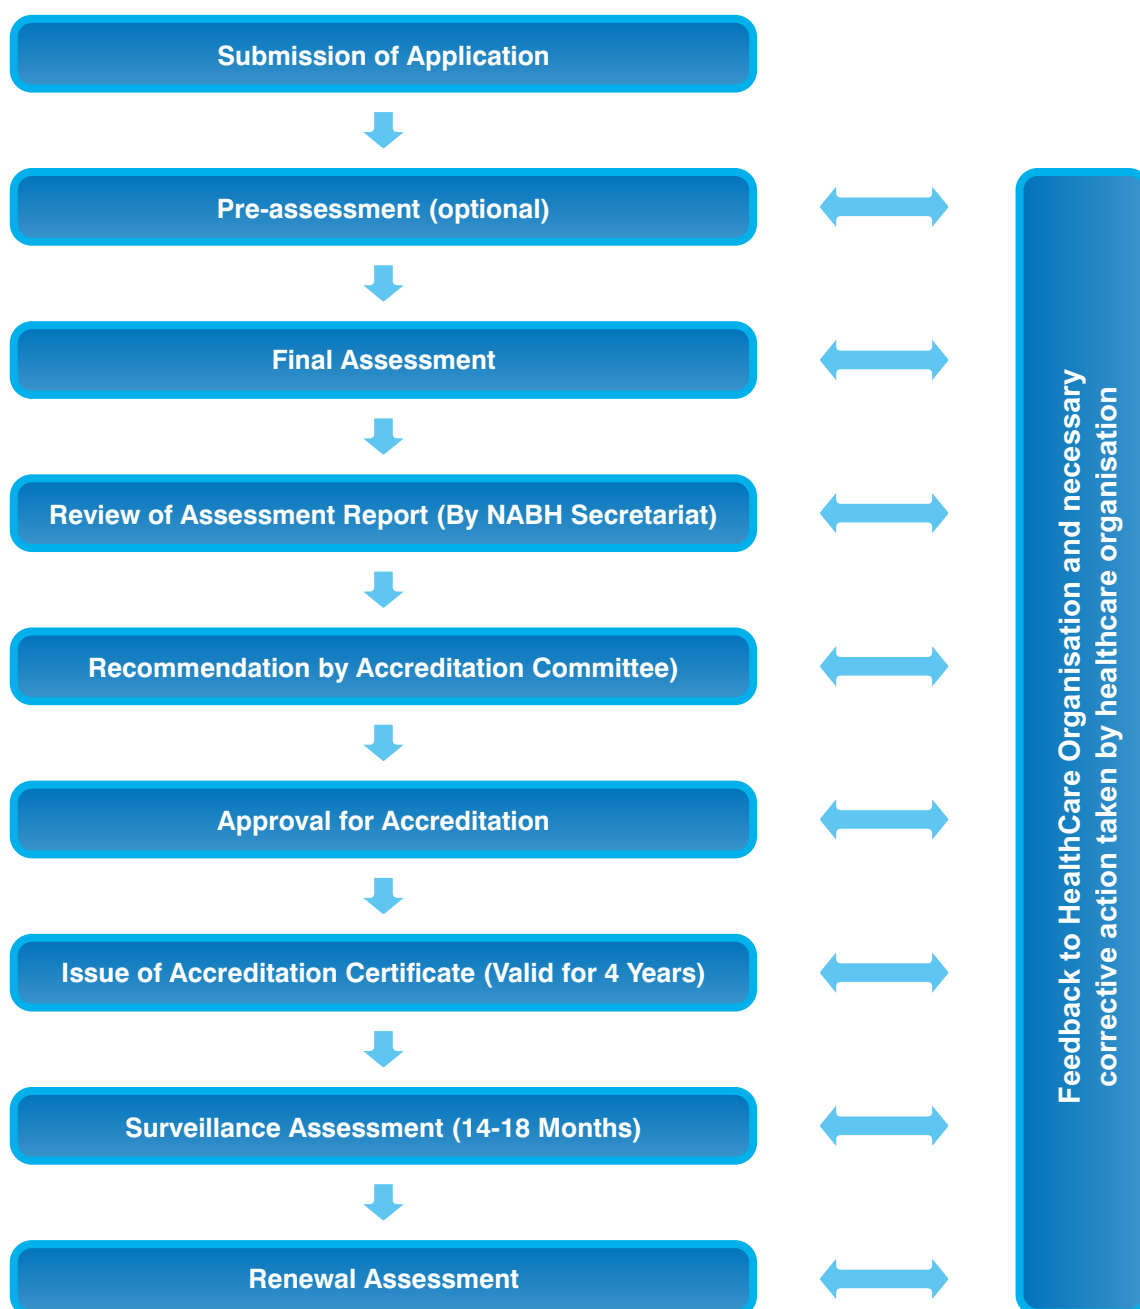 Submission of Application
Pre-assessment (optional)
Final Assessment
Review of Assessment Report (By NABH Secretariat)
Recommendation by Accreditation Committee)
Approval for Accreditation
Issue of Accreditation Certificate (Valid for 4 Years)
Surveillance Assessment (14-18 Months)
Renewal Assessment
Feedback to HealthCare Organisation and necessary
corrective action taken by healthcare organisation